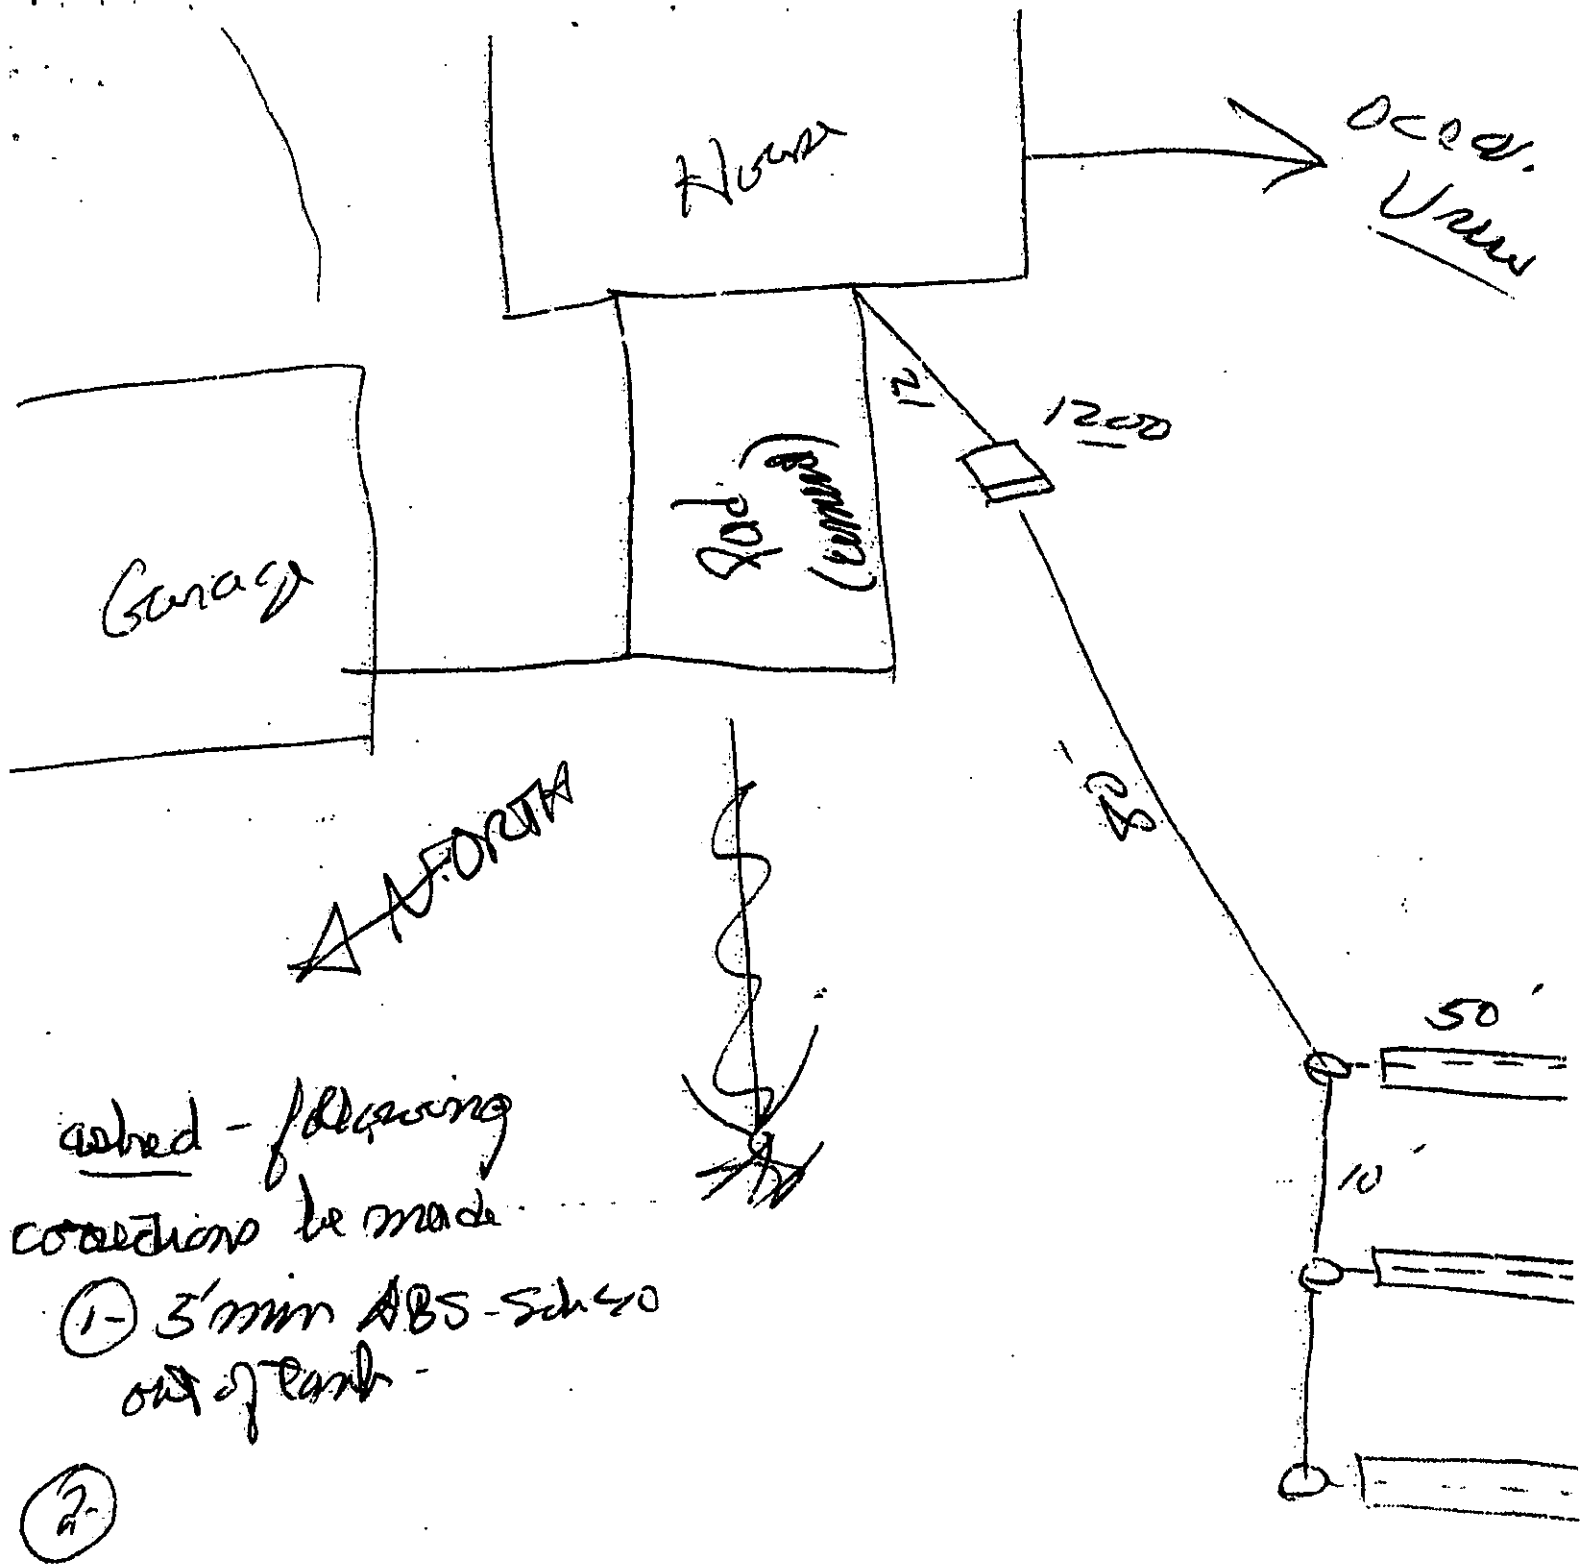 House
Ocean
View
12
1200
Pad
Garage
80'
NORTH
50'
10'
asked - following
corrections be made
1- 5' min ABS - Sch 40
out of tank -
2-